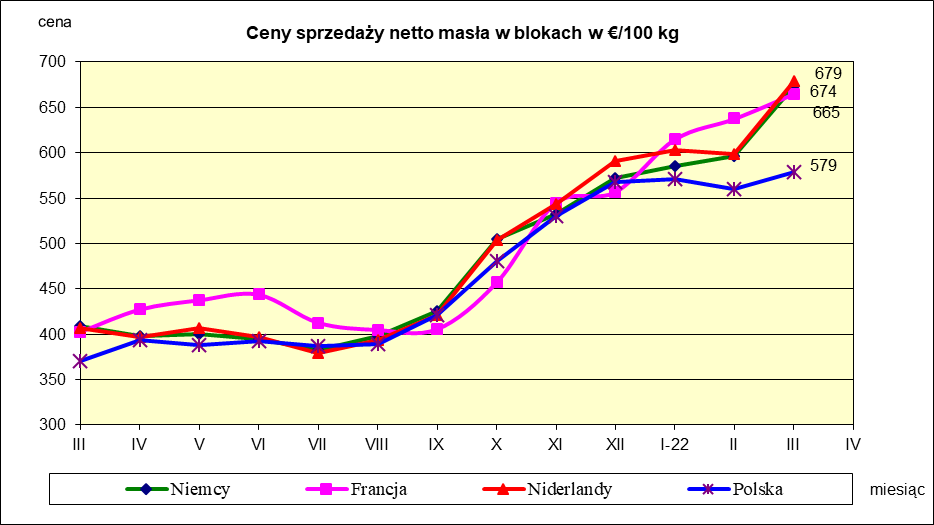 cena
Ceny sprzedaży netto masła w blokach w €/100 kg
700
679
674
650
665
600
579
550
500
450
400
350
300
III IV V VI VII VIII IX X XI XII I-22 II III IV
Niemcy Francja Niderlandy Polska
miesiąc